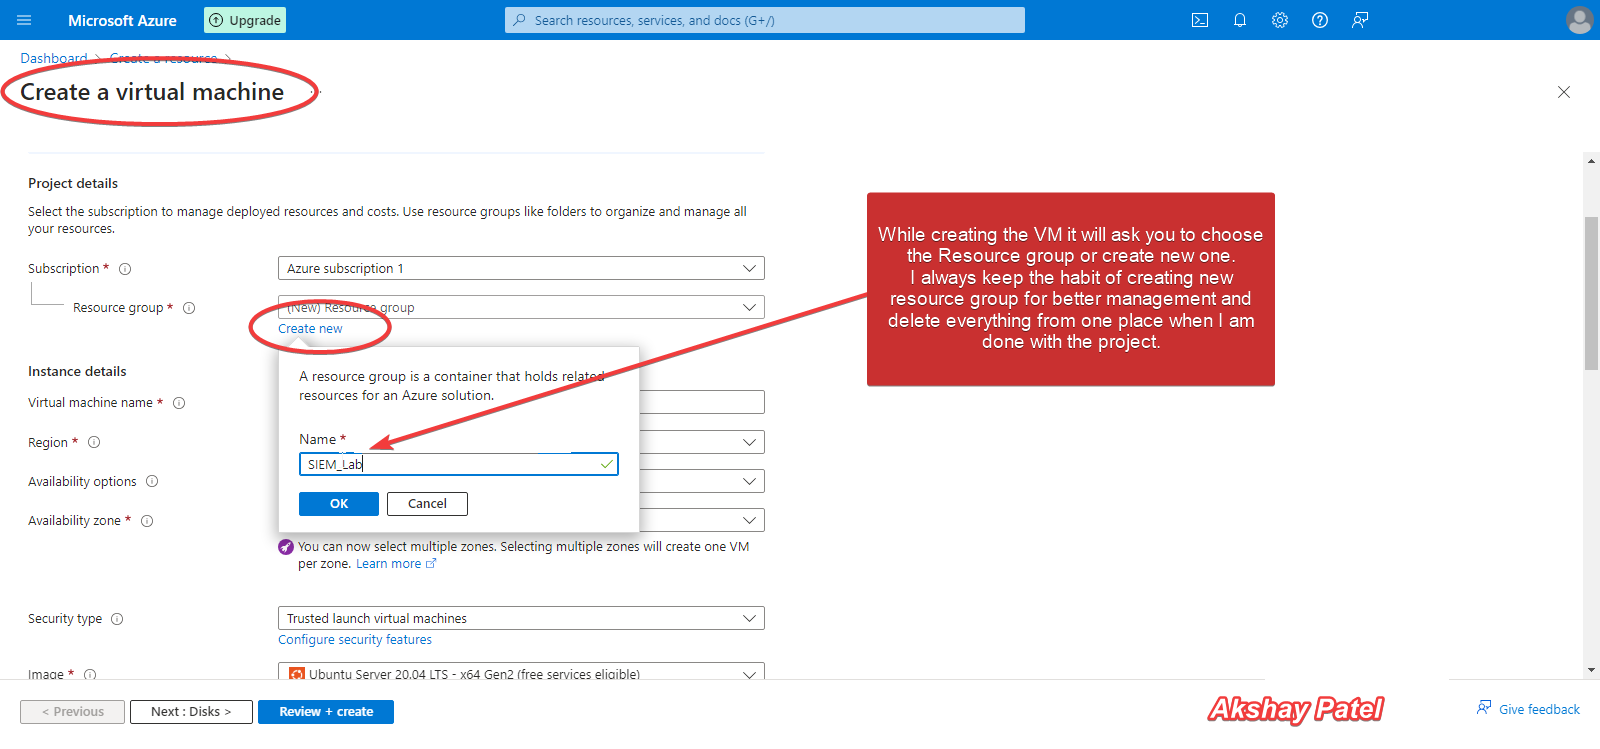 Microsoft Azure
Upgrade
Search resources, services, and docs (G+/)
Dashboard > Create a resource >
Create a virtual machine
Project details
Select the subscription to manage deployed resources and costs. Use resource groups like folders to organize and manage all
your resources.
Subscription *
Azure subscription 1
Resource group *
(New) Resource group
Create new
A resource group is a container that holds related
resources for an Azure solution.
Name *
SIEM_Lab
OK
Cancel
While creating the VM it will ask you to choose
the Resource group or create new one.
I always keep the habit of creating new
resource group for better management and
delete everything from one place when I am
done with the project.
Instance details
Virtual machine name *
Region *
Availability options
Availability zone *
You can now select multiple zones. Selecting multiple zones will create one VM
per zone. Learn more
Security type
Trusted launch virtual machines
Configure security features
Image *
Ubuntu Server 20.04 LTS - x64 Gen2 (free services eligible)
< Previous
Next : Disks >
Review + create
Akshay Patel
Give feedback